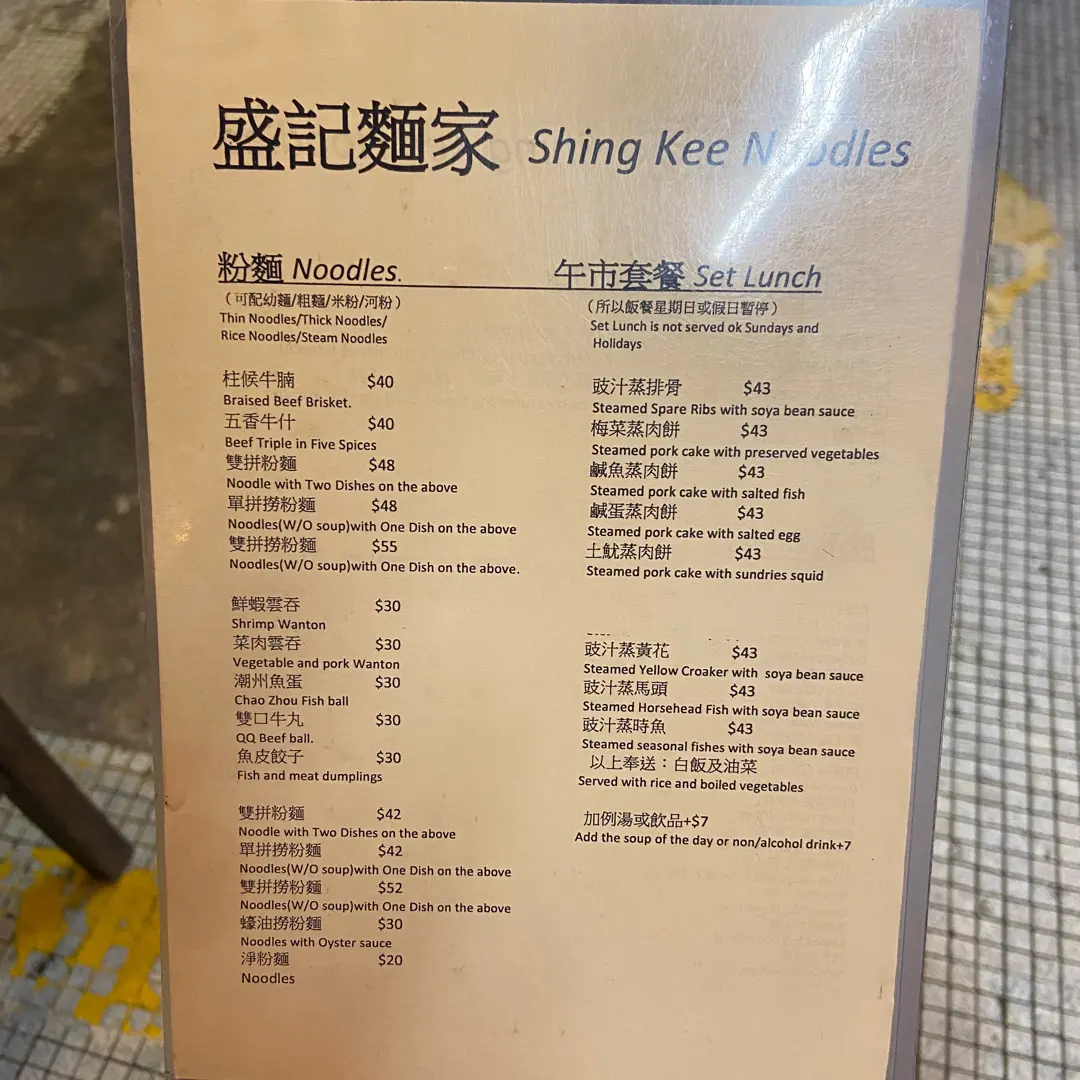 盛記麵家 Shing Kee Noodles
粉麵 Noodles.
（可配幼麵/粗麵/米粉/河粉）
Thin Noodles/Thick Noodles/
Rice Noodles/Steam Noodles
柱候牛腩 $40
Braised Beef Brisket.
五香牛什 $40
Beef Triple in Five Spices
雙拼粉麵 $48
Noodle with Two Dishes on the above
單拼撈粉麵 $48
Noodles(W/O soup)with One Dish on the above
雙拼撈粉麵 $55
Noodles(W/O soup)with One Dish on the above.
鮮蝦雲吞 $30
Shrimp Wanton
菜肉雲吞 $30
Vegetable and pork Wanton
潮州魚蛋 $30
Chao Zhou Fish ball
雙口牛丸 $30
QQ Beef ball.
魚皮餃子 $30
Fish and meat dumplings
雙拼粉麵 $42
Noodle with Two Dishes on the above
單拼撈粉麵 $42
Noodles(W/O soup)with One Dish on the above
雙拼撈粉麵 $52
Noodles(W/O soup)with One Dish on the above
蠔油撈粉麵 $30
Noodles with Oyster sauce
淨粉麵 $20
Noodles
午市套餐 Set Lunch
（所以飯餐星期日或假日暫停）
Set Lunch is not served ok Sundays and
Holidays
豉汁蒸排骨 $43
Steamed Spare Ribs with soya bean sauce
梅菜蒸肉餅 $43
Steamed pork cake with preserved vegetables
鹹魚蒸肉餅 $43
Steamed pork cake with salted fish
鹹蛋蒸肉餅 $43
Steamed pork cake with salted egg
土魷蒸肉餅 $43
Steamed pork cake with sundries squid
豉汁蒸黃花 $43
Steamed Yellow Croaker with soya bean sauce
豉汁蒸馬頭 $43
Steamed Horsehead Fish with soya bean sauce
豉汁蒸時魚 $43
Steamed seasonal fishes with soya bean sauce
以上奉送：白飯及油菜
Served with rice and boiled vegetables
加例湯或飲品+$7
Add the soup of the day or non/alcohol drink+7